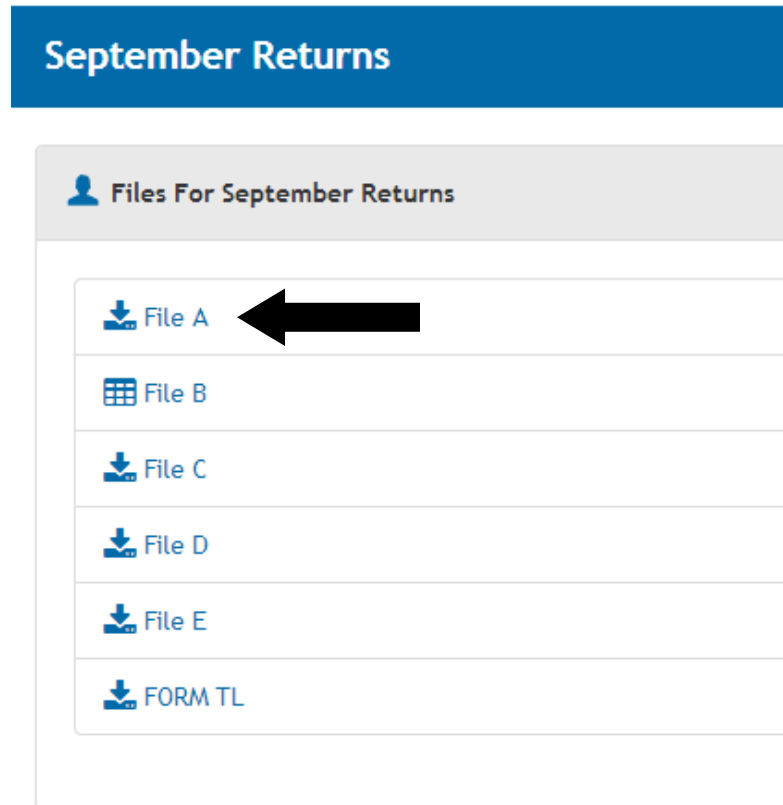 September Returns
Files For September Returns
File A
File B
File C
File D
File E
FORM TL